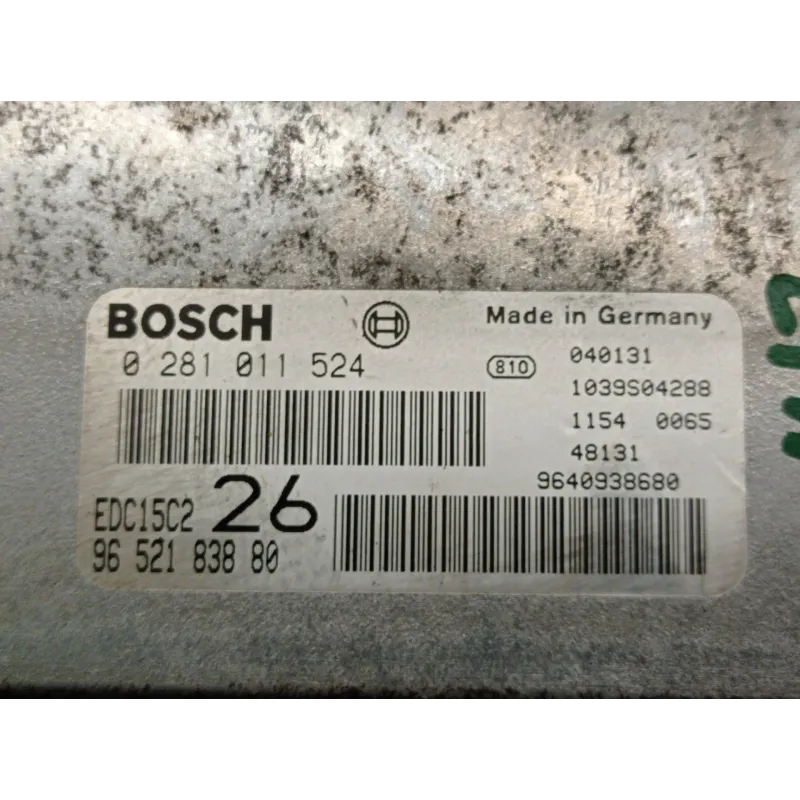 BOSCH
Made in Germany
0 281 011 524
810
040131
1039S04288
1154 0065
48131
9640938680
EDC15C2 26
96 521 838 80